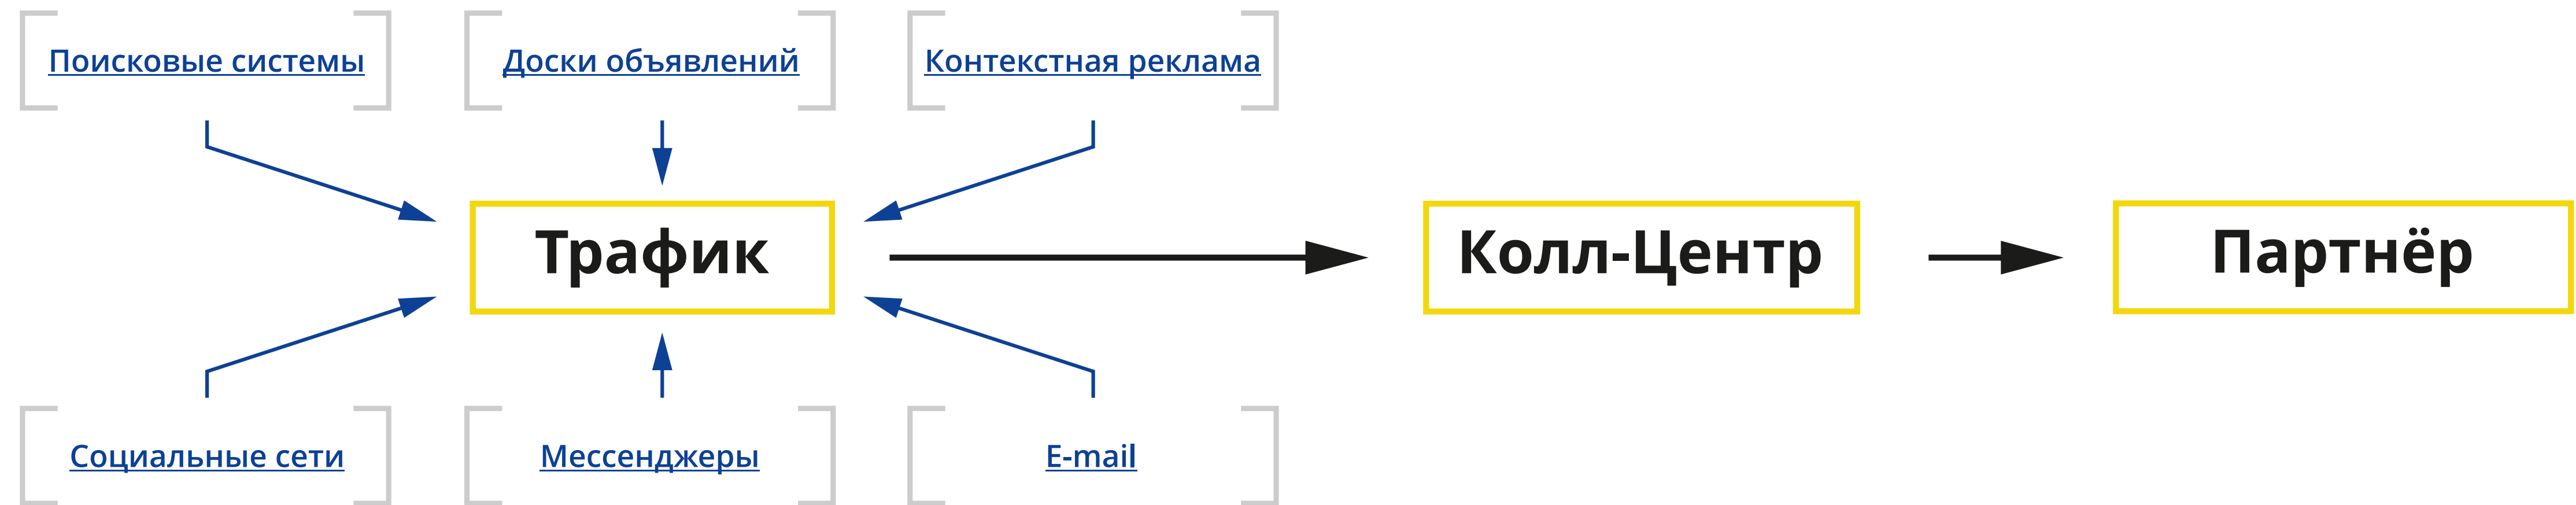 Поисковые системы
Доски объявлений
Контекстная реклама
Трафик
Колл-Центр
Партнёр
Социальные сети
Мессенджеры
E-mail